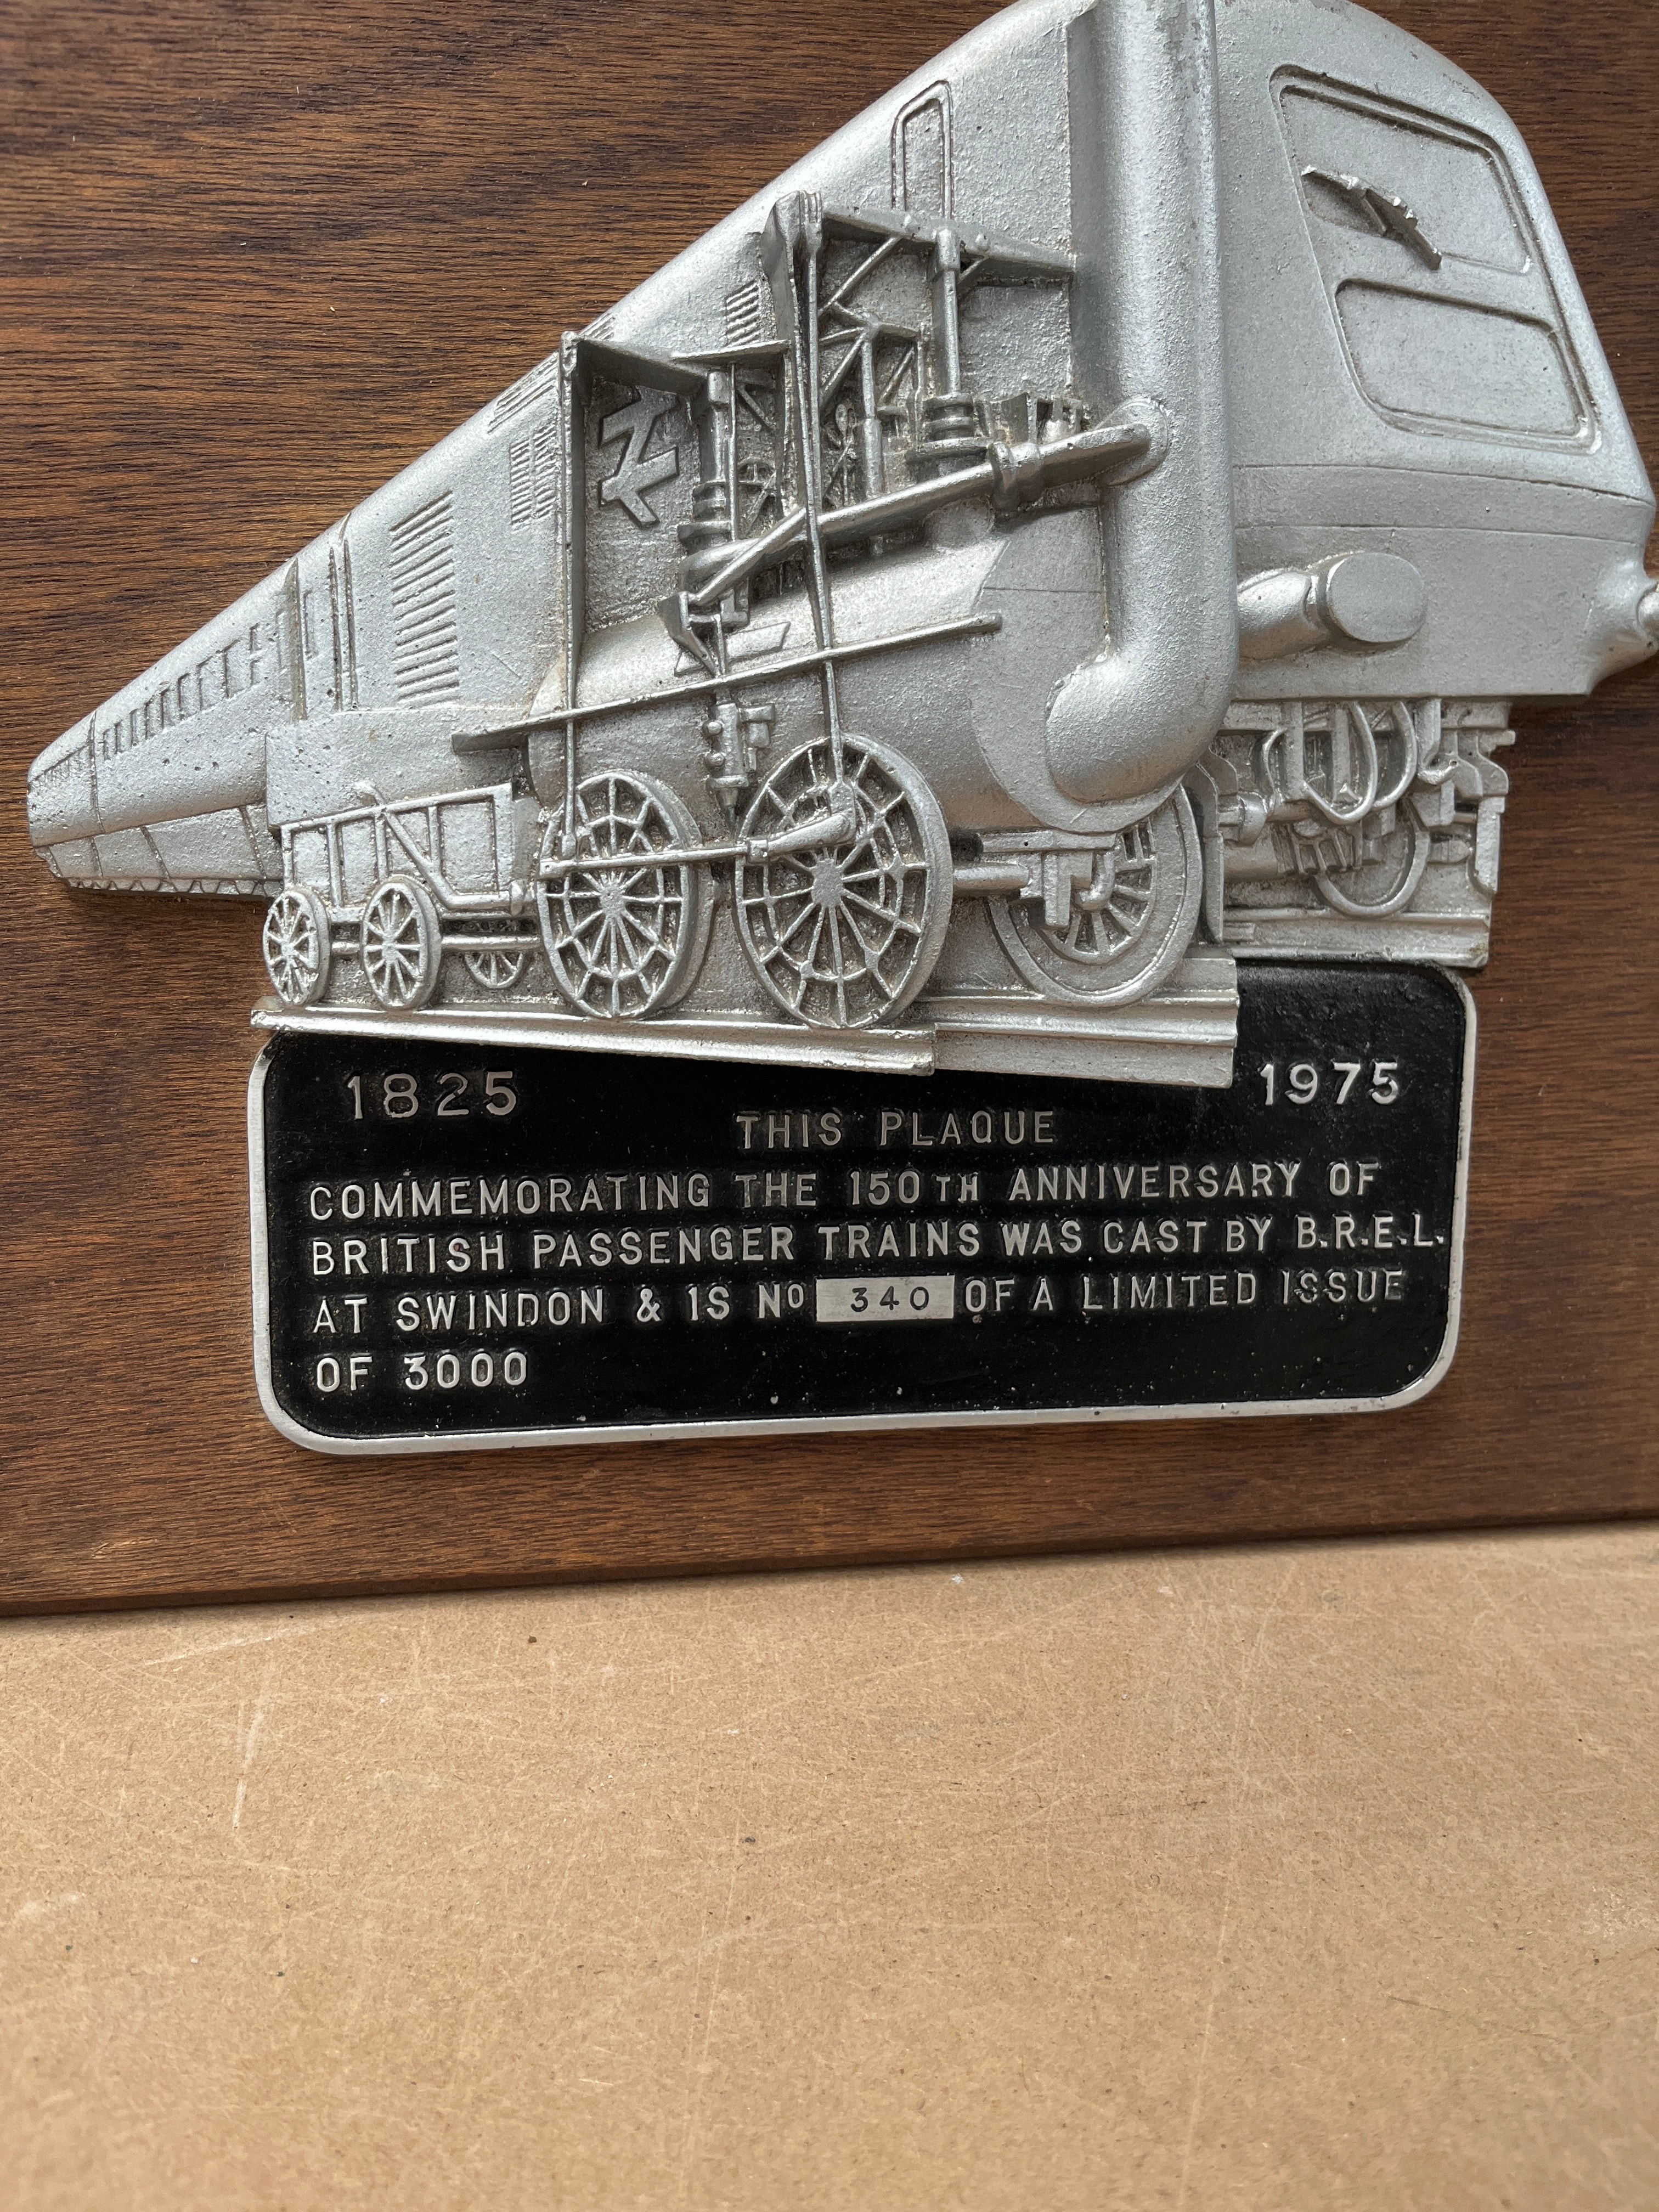 1825 1975
THIS PLAQUE
COMMEMORATING THE 150TH ANNIVERSARY OF
BRITISH PASSENGER TRAINS WAS CAST BY B.R.E.L.
AT SWINDON & IS Nº 340 OF A LIMITED ISSUE
OF 3000